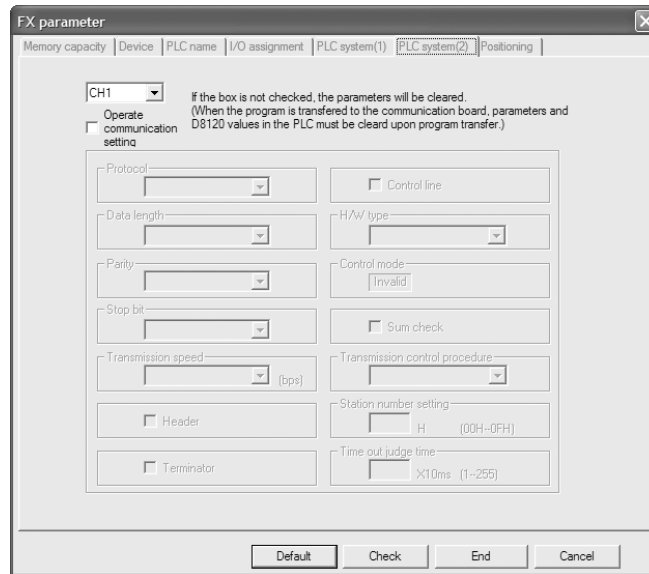 FX parameter
Memory capacity | Device | PLC name | I/O assignment | PLC system(1) | PLC system(2) | Positioning
CH1
If the box is not checked, the parameters will be cleared.
(When the program is transfered to the communication board, parameters and
D8120 values in the PLC must be cleard upon program transfer.)
Operate
communication
setting
Protocol
Control line
Data length
H/W type
Parity
Control mode
Invalid
Stop bit
Sum check
Transmission speed
(bps)
Transmission control procedure
Header
Station number setting
H (00H--0FH)
Terminator
Time out judge time
X10ms (1--255)
Default
Check
End
Cancel